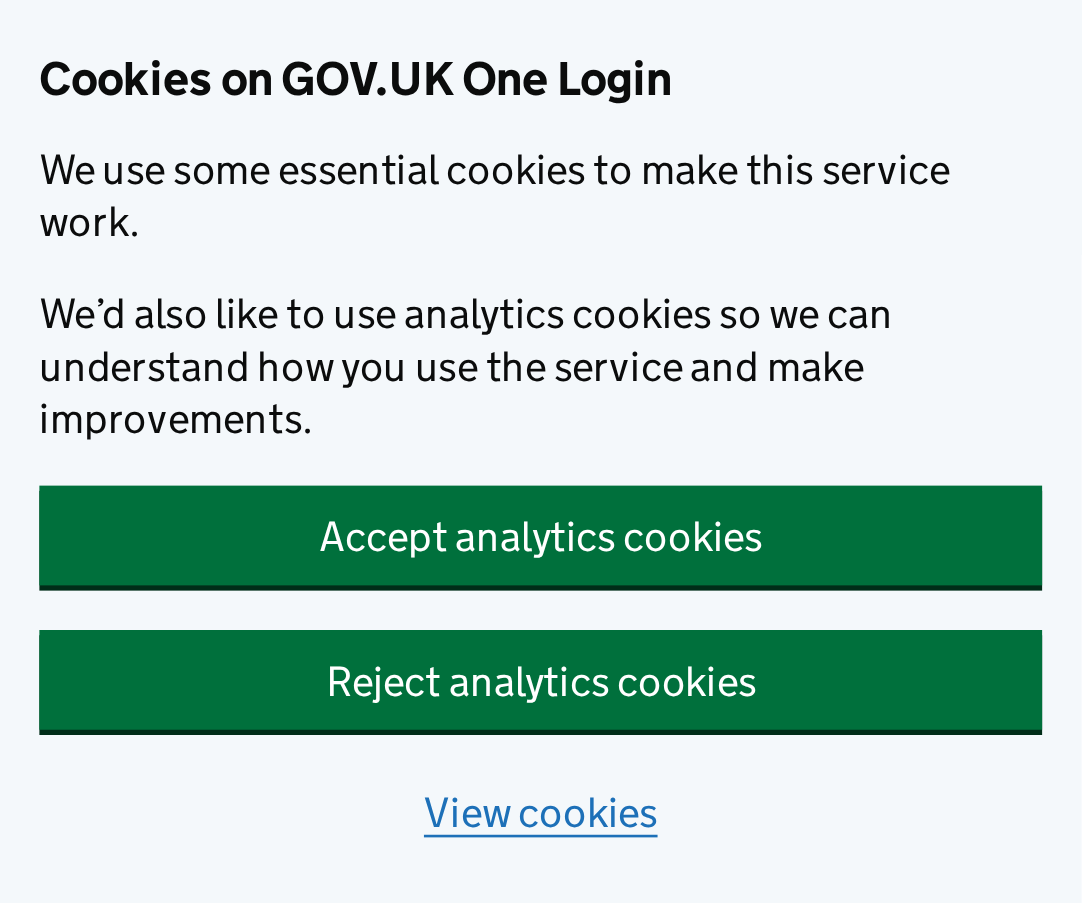 Cookies on GOV.UK One Login
We use some essential cookies to make this service
work.
We’d also like to use analytics cookies so we can
understand how you use the service and make
improvements.
Accept analytics cookies
Reject analytics cookies
View cookies